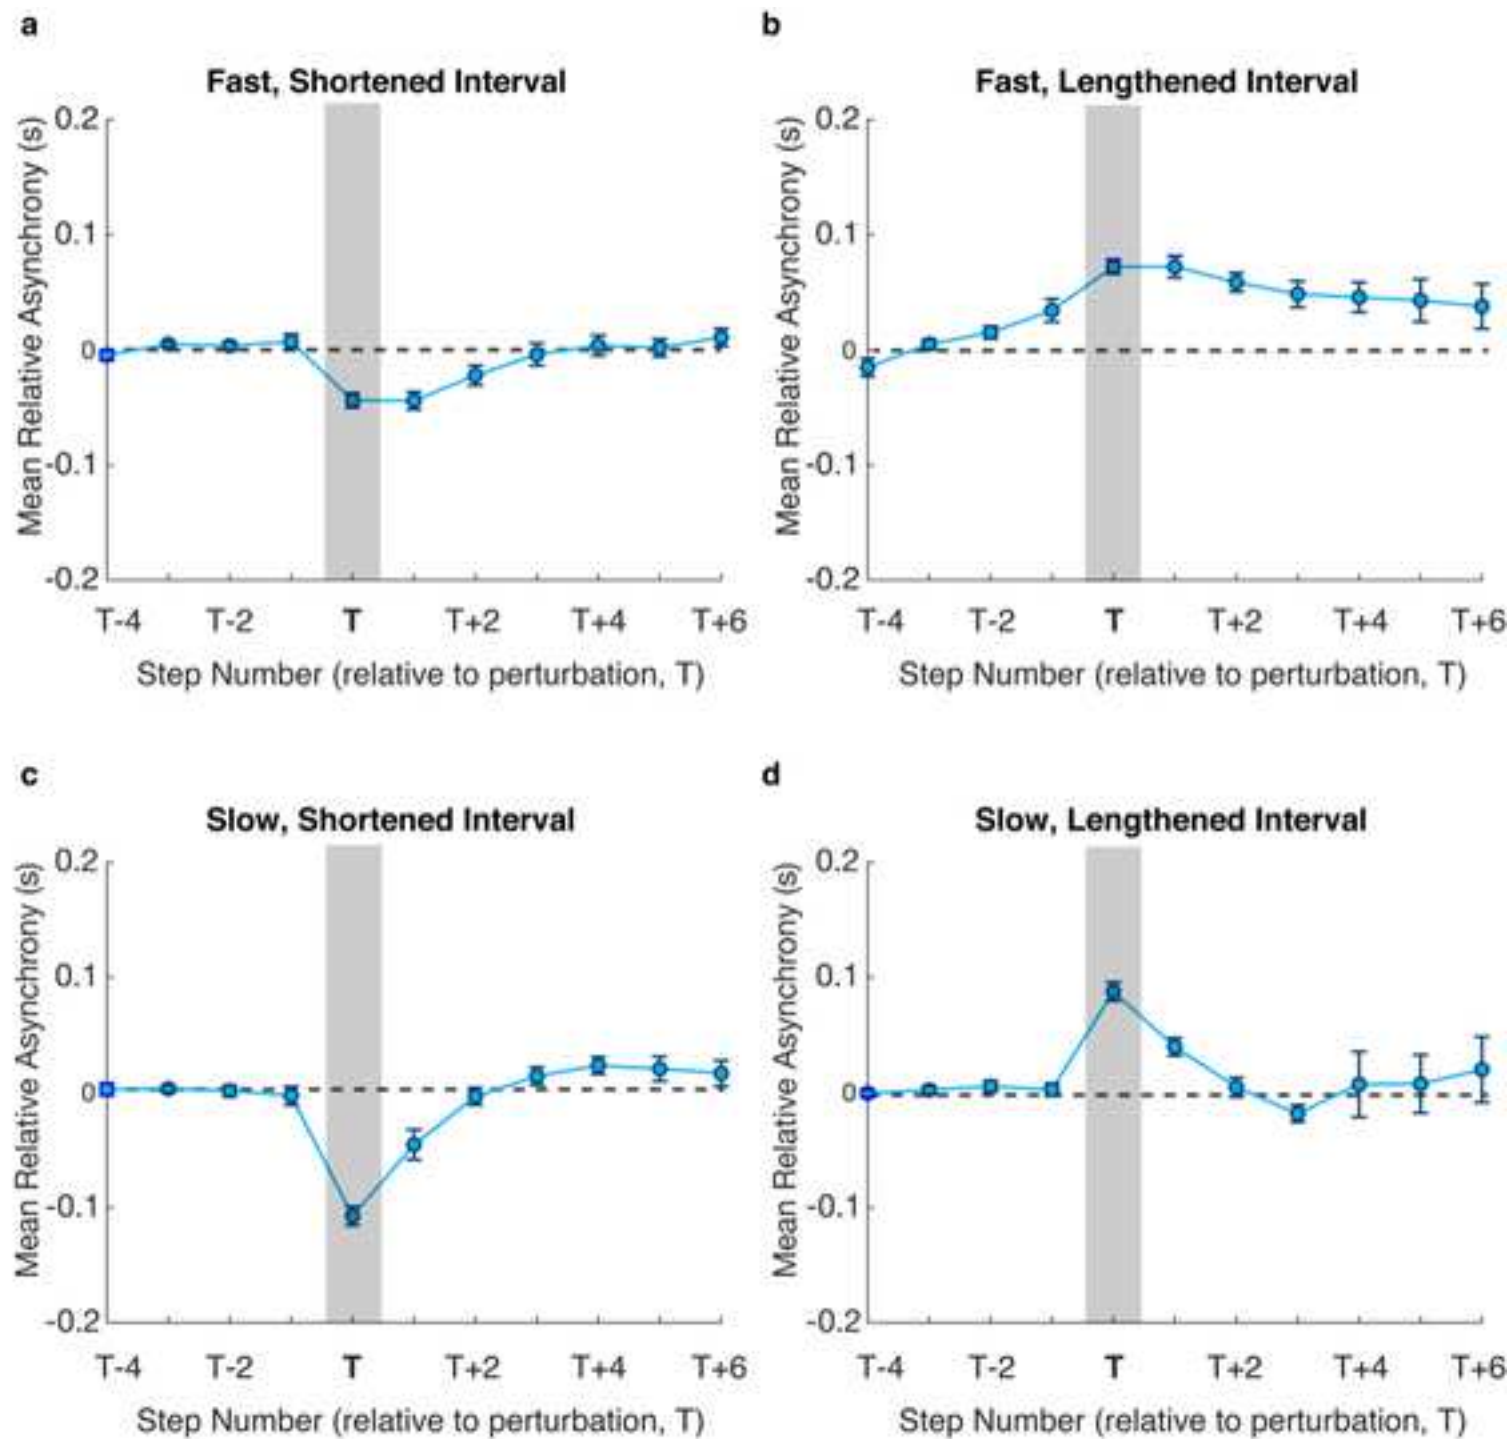 a
Fast, Shortened Interval
Mean Relative Asynchrony (s)
0.2
0.1
0
-0.1
-0.2
T-4 T-2 T T+2 T+4 T+6
Step Number (relative to perturbation, T)
b
Fast, Lengthened Interval
Mean Relative Asynchrony (s)
0.2
0.1
0
-0.1
-0.2
T-4 T-2 T T+2 T+4 T+6
Step Number (relative to perturbation, T)
c
Slow, Shortened Interval
Mean Relative Asynchrony (s)
0.2
0.1
0
-0.1
-0.2
T-4 T-2 T T+2 T+4 T+6
Step Number (relative to perturbation, T)
d
Slow, Lengthened Interval
Mean Relative Asynchrony (s)
0.2
0.1
0
-0.1
-0.2
T-4 T-2 T T+2 T+4 T+6
Step Number (relative to perturbation, T)